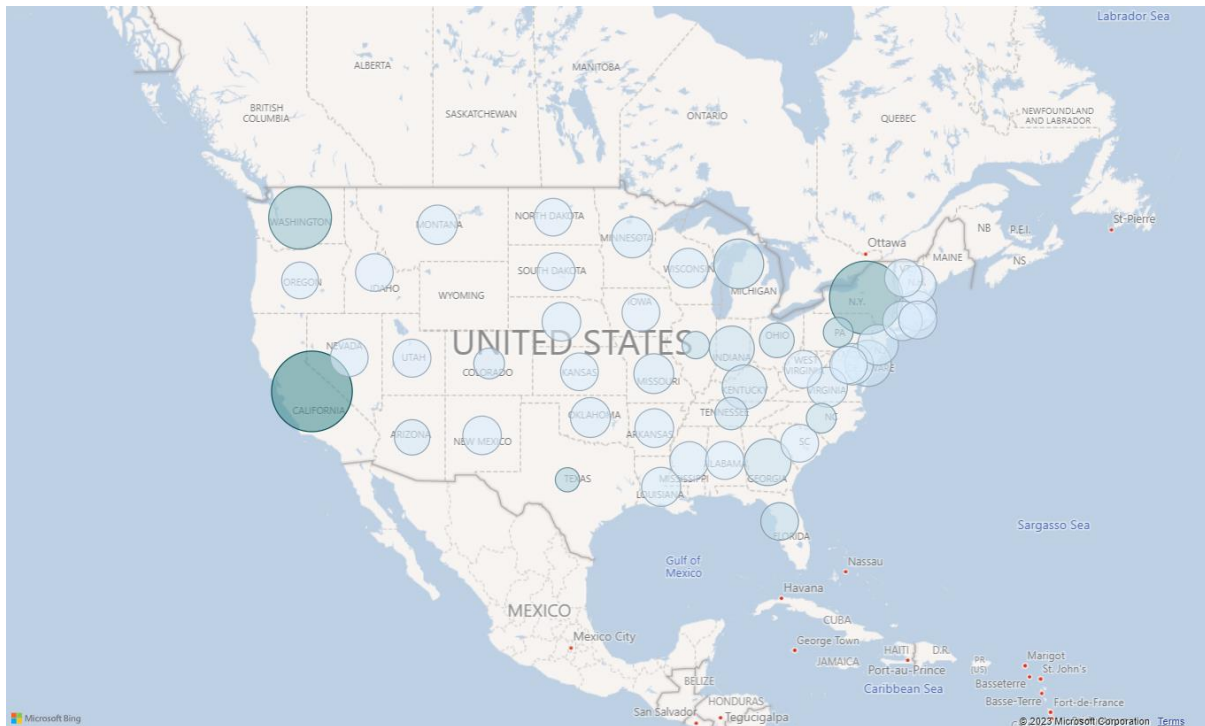 Labrador Sea
ALBERTA
MANITOBA
BRITISH
COLUMBIA
SASKATCHEWAN
ONTARIO
QUEBEC
NEWFOUNDLAND
AND LABRADOR
WASHINGTON
MONTANA
NORTH DAKOTA
MINNESOTA
Ottawa
NB
P.E.I.
St-Pierre
MAINE
NS
OREGON
IDAHO
SOUTH DAKOTA
WISCONSIN
MICHIGAN
VT
N.H.
WYOMING
IOWA
N.Y.
NEVADA
UTAH
COLORADO
UNITED STATES
INDIANA
OHIO
PA
KANSAS
MISSOURI
WEST
VIRGINIA
KENTUCKY
VIRGINIA
CALIFORNIA
ARIZONA
NEW MEXICO
OKLAHOMA
ARKANSAS
TENNESSEE
NC
SC
TEXAS
MISSISSIPPI
ALABAMA
GEORGIA
LOUISIANA
FLORIDA
Sargasso Sea
Gulf of
Mexico
Nassau
Havana
MEXICO
CUBA
Mexico City
George Town
JAMAICA
HAITI
D.R.
Port-au-Prince
PR
(US)
Marigot
St. John's
Basseterre
Basse-Terre
Caribbean Sea
BELIZE
HONDURAS
San Salvador
Tegucigalpa
Fort-de-France
Microsoft Bing
© 2023 Microsoft Corporation Terms